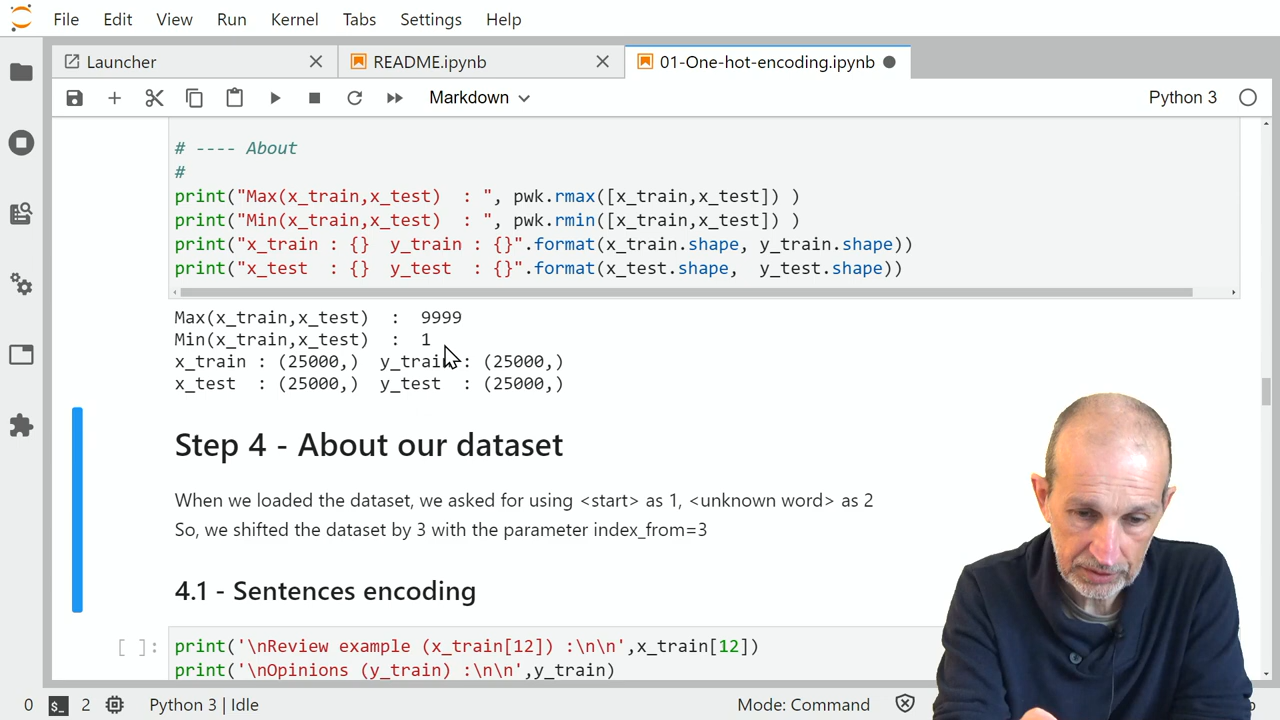 File Edit View Run Kernel Tabs Settings Help
Launcher README.ipynb 01-One-hot-encoding.ipynb
Markdown Python 3
# ---- About
#
print("Max(x_train,x_test)  : ", pwk.rmax([x_train,x_test]) )
print("Min(x_train,x_test)  : ", pwk.rmin([x_train,x_test]) )
print("x_train : {}  y_train : {}".format(x_train.shape, y_train.shape))
print("x_test  : {}  y_test  : {}".format(x_test.shape,  y_test.shape))
Max(x_train,x_test)  :  9999
Min(x_train,x_test)  :  1
x_train : (25000,)  y_train : (25000,)
x_test  : (25000,)  y_test  : (25000,)
Step 4 - About our dataset
When we loaded the dataset, we asked for using <start> as 1, <unknown word> as 2
So, we shifted the dataset by 3 with the parameter index_from=3
4.1 - Sentences encoding
[ ]: print('\nReview example (x_train[12]) :\n\n',x_train[12])
print('\nOpinions (y_train) :\n\n',y_train)
0 $_ 2 Python 3 | Idle Mode: Command